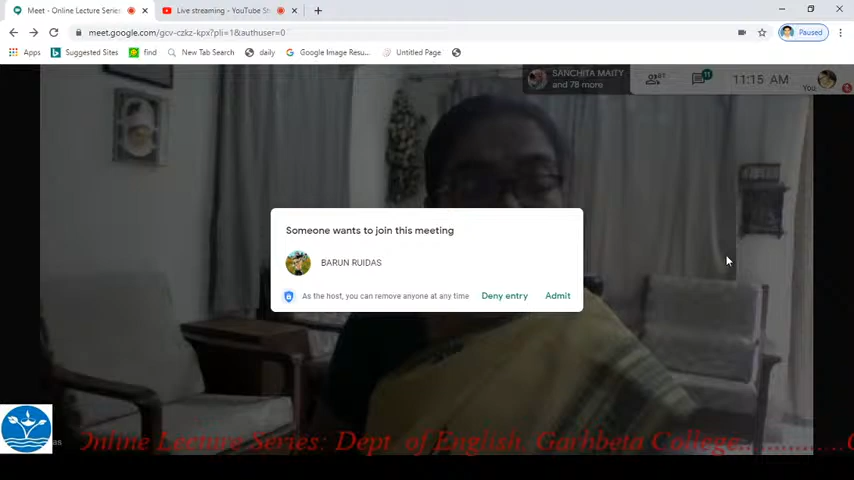 Meet - Online Lecture Series:
Live streaming - YouTube St
meet.google.com/gcv-czkz-kpx?pli=1&authuser=0
Paused
Apps
Suggested Sites
find
New Tab Search
daily
Google Image Resu...
Untitled Page
SANCHITA MAITY
and 78 more
81
11
11:15 AM
You
Someone wants to join this meeting
BARUN RUIDAS
As the host, you can remove anyone at any time
Deny entry
Admit
Online Lecture Series: Dept. of English, Garhbeta College